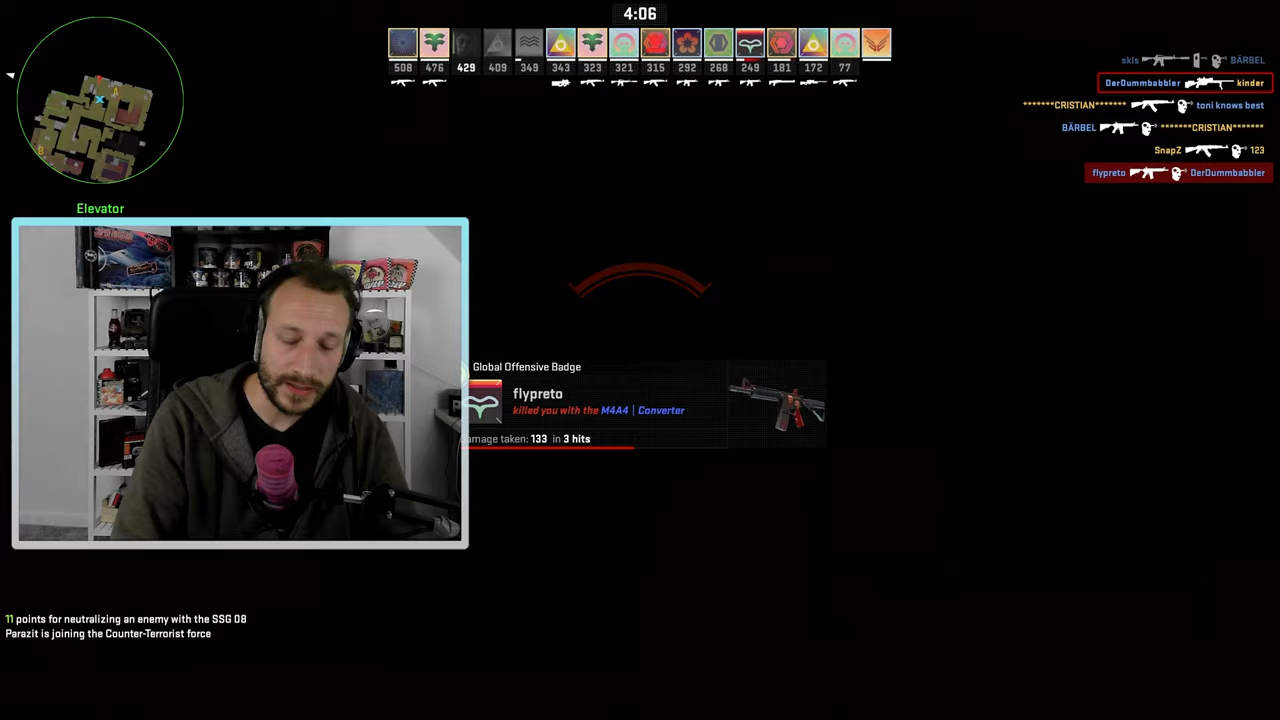 4:06
508 476 429 409 349 343 323 321 315 292 268 249 181 172 77
A
B
Elevator
skls BÄRBEL
DerDummbabbler kinder
*******CRISTIAN******* toni knows best
BÄRBEL *******CRISTIAN*******
SnapZ 123
flypreto DerDummbabbler
Global Offensive Badge
flypreto
killed you with the M4A4 | Converter
amage taken: 133 in 3 hits
11 points for neutralizing an enemy with the SSG 08
Parazit is joining the Counter-Terrorist force